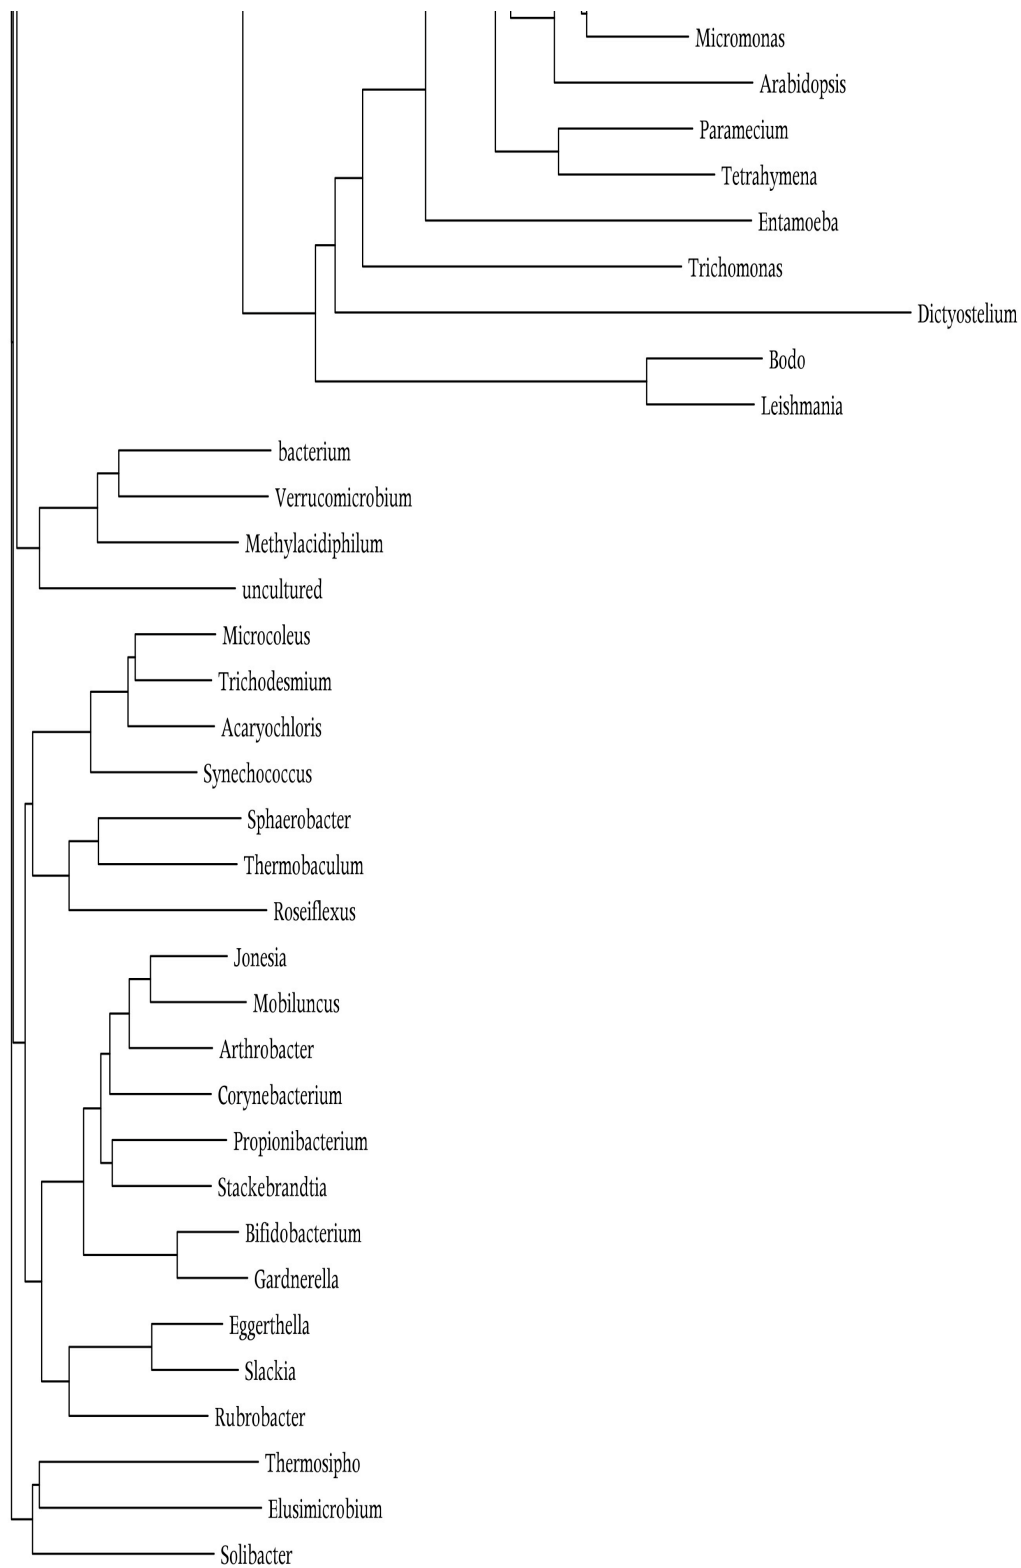 Micromonas
Arabidopsis
Paramecium
Tetrahymena
Entamoeba
Trichomonas
Dictyostelium
Bodo
Leishmania
bacterium
Verrucomicrobium
Methylacidiphilum
uncultured
Microcoleus
Trichodesmium
Acaryochloris
Synechococcus
Sphaerobacter
Thermobaculum
Roseiflexus
Jonesia
Mobiluncus
Arthrobacter
Corynebacterium
Propionibacterium
Stackebrandtia
Bifidobacterium
Gardnerella
Eggerthella
Slackia
Rubrobacter
Thermosipho
Elusimicrobium
Solibacter